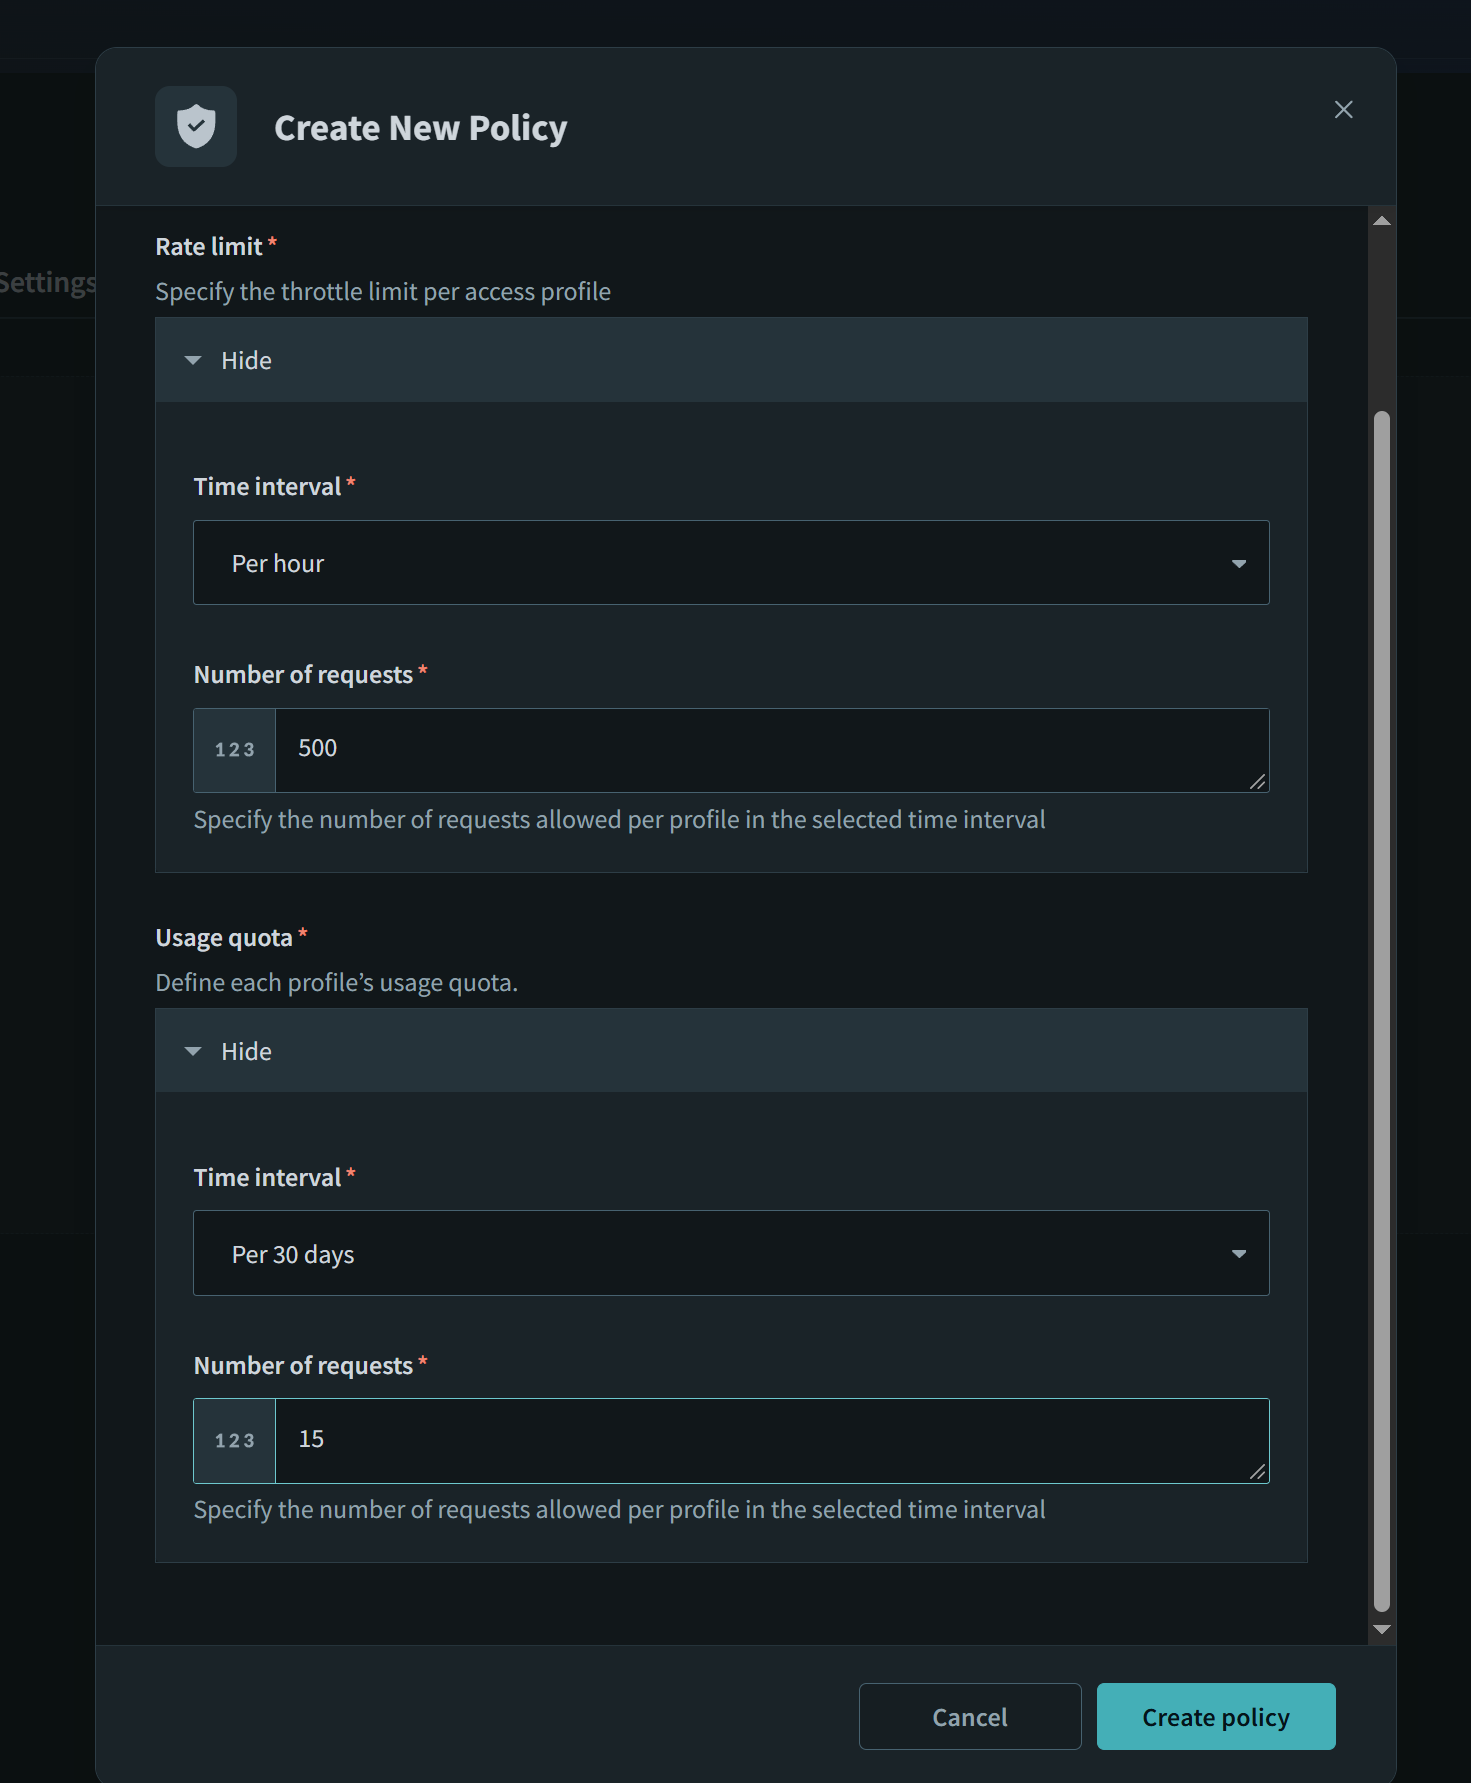 Create New Policy
Settings
Rate limit *
Specify the throttle limit per access profile
Hide
Time interval *
Per hour
Number of requests *
123 500
Specify the number of requests allowed per profile in the selected time interval
Usage quota *
Define each profile’s usage quota.
Hide
Time interval *
Per 30 days
Number of requests *
123 15
Specify the number of requests allowed per profile in the selected time interval
Cancel Create policy